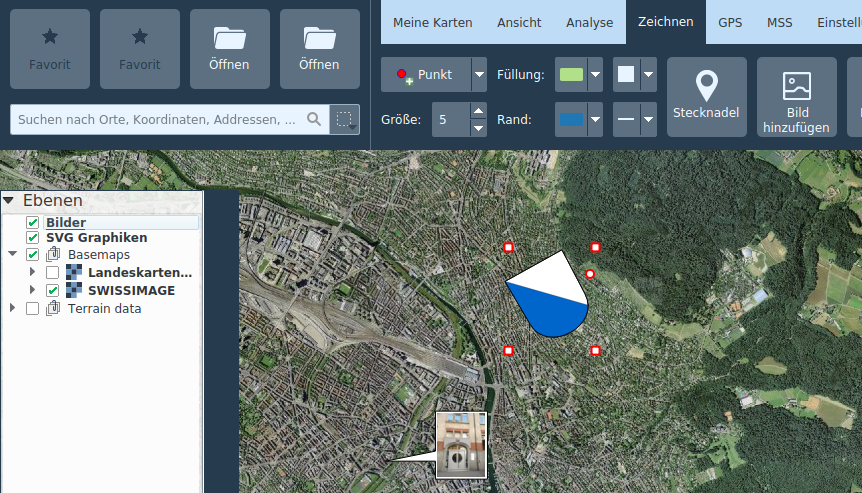 Favorit
Favorit
Öffnen
Öffnen
Suchen nach Orte, Koordinaten, Addressen, ...
Meine Karten
Ansicht
Analyse
Zeichnen
GPS
MSS
Einstell
Punkt
Füllung:
Größe:
5
Rand:
Stecknadel
Bild
hinzufügen
Ebenen
Bilder
SVG Graphiken
Basemaps
Landeskarten...
SWISSIMAGE
Terrain data